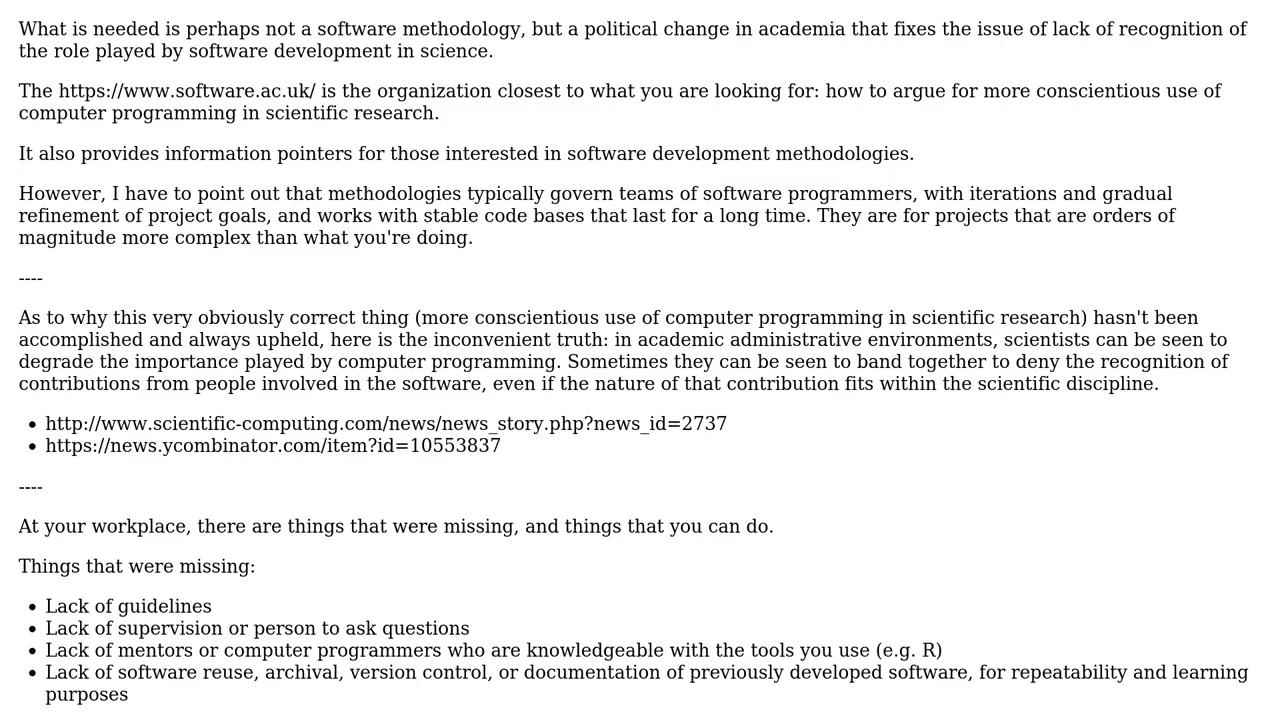 What is needed is perhaps not a software methodology, but a political change in academia that fixes the issue of lack of recognition of
the role played by software development in science.
The https://www.software.ac.uk/ is the organization closest to what you are looking for: how to argue for more conscientious use of
computer programming in scientific research.
It also provides information pointers for those interested in software development methodologies.
However, I have to point out that methodologies typically govern teams of software programmers, with iterations and gradual
refinement of project goals, and works with stable code bases that last for a long time. They are for projects that are orders of
magnitude more complex than what you're doing.
----
As to why this very obviously correct thing (more conscientious use of computer programming in scientific research) hasn't been
accomplished and always upheld, here is the inconvenient truth: in academic administrative environments, scientists can be seen to
degrade the importance played by computer programming. Sometimes they can be seen to band together to deny the recognition of
contributions from people involved in the software, even if the nature of that contribution fits within the scientific discipline.
• http://www.scientific-computing.com/news/news_story.php?news_id=2737
• https://news.ycombinator.com/item?id=10553837
----
At your workplace, there are things that were missing, and things that you can do.
Things that were missing:
• Lack of guidelines
• Lack of supervision or person to ask questions
• Lack of mentors or computer programmers who are knowledgeable with the tools you use (e.g. R)
• Lack of software reuse, archival, version control, or documentation of previously developed software, for repeatability and learning
purposes